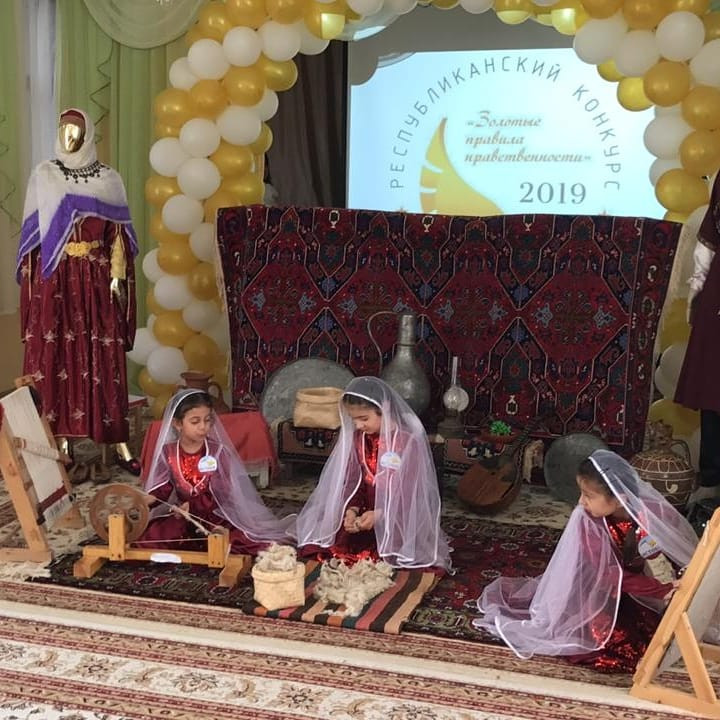 РЕСПУБЛИКАНСКИЙ КОНКУРС
«Золотые
правила
нравственности»
2019